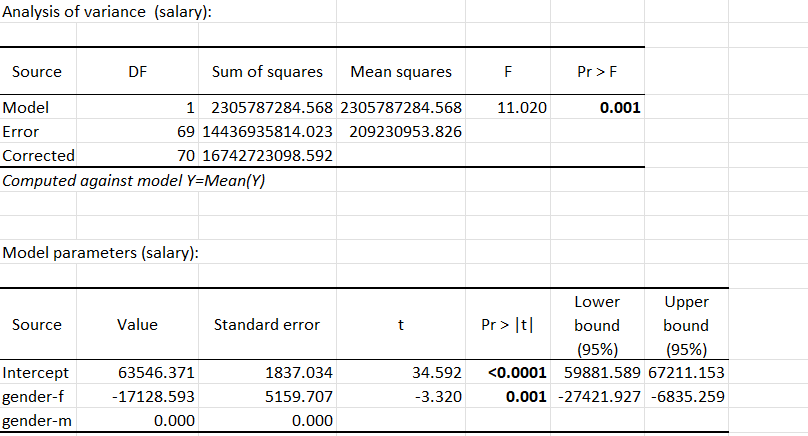 Analysis of variance  (salary):
Source DF Sum of squares Mean squares F Pr > F
Model 1 2305787284.568 2305787284.568 11.020 0.001
Error 69 14436935814.023 209230953.826
Corrected 70 16742723098.592
Computed against model Y=Mean(Y)
Model parameters (salary):
Source Value Standard error t Pr > |t| Lower bound (95%) Upper bound (95%)
Intercept 63546.371 1837.034 34.592 <0.0001 59881.589 67211.153
gender-f -17128.593 5159.707 -3.320 0.001 -27421.927 -6835.259
gender-m 0.000 0.000